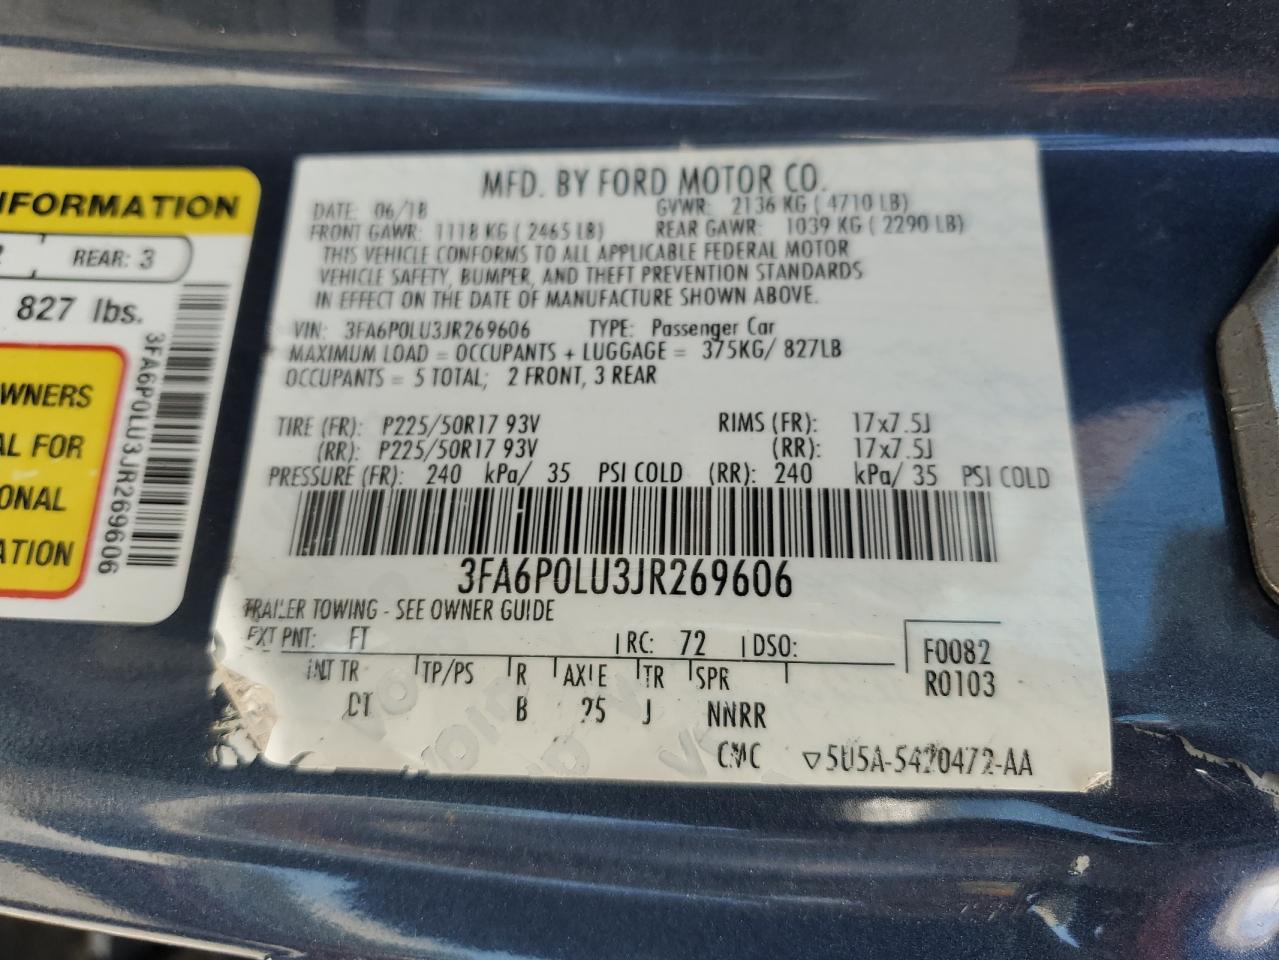 NFORMATION
REAR: 3
827 lbs.
WNERS
AL FOR
ONAL
ATION
3FA6P0LU3JR269606
MFD. BY FORD MOTOR CO.
DATE: 06/18 GVWR: 2136 KG ( 4710 LB)
FRONT GAWR: 1118 KG ( 2465 LB) REAR GAWR: 1039 KG ( 2290 LB)
THIS VEHICLE CONFORMS TO ALL APPLICABLE FEDERAL MOTOR
VEHICLE SAFETY, BUMPER, AND THEFT PREVENTION STANDARDS
IN EFFECT ON THE DATE OF MANUFACTURE SHOWN ABOVE.
VIN: 3FA6P0LU3JR269606 TYPE: Passenger Car
MAXIMUM LOAD = OCCUPANTS + LUGGAGE = 375KG/ 827LB
OCCUPANTS = 5 TOTAL; 2 FRONT, 3 REAR
TIRE (FR): P225/50R17 93V RIMS (FR): 17x7.5J
(RR): P225/50R17 93V (RR): 17x7.5J
PRESSURE (FR): 240 kPa/ 35 PSI COLD (RR): 240 kPa/ 35 PSI COLD
3FA6P0LU3JR269606
TRAILER TOWING - SEE OWNER GUIDE
EXT PNT: FT RC: 72 DSO: F0082
R0103
INT TR TP/PS R AXLE TR SPR
B J NNRR
CMC ▽5U5A-5420472-AA
VOID VOID